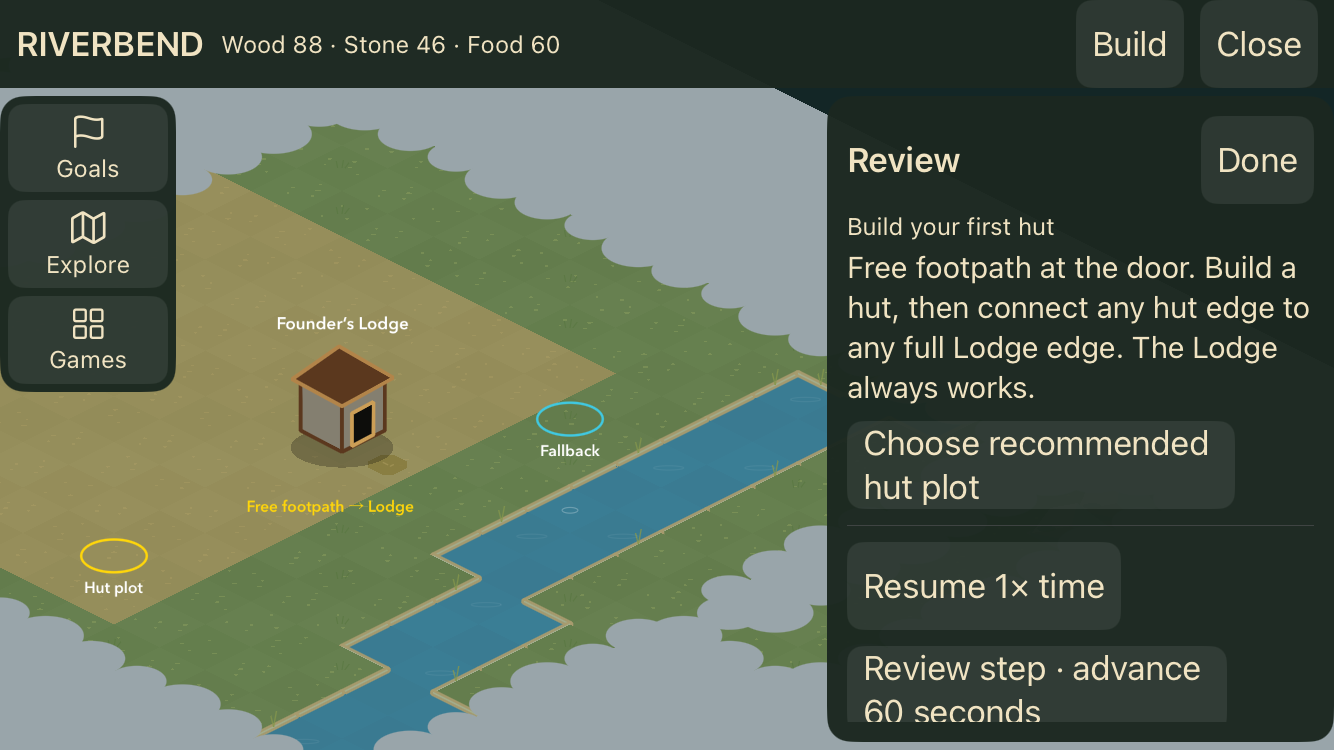 RIVERBEND Wood 88 · Stone 46 · Food 60
Build
Close
Goals
Explore
Games
Founder’s Lodge
Fallback
Free footpath → Lodge
Hut plot
Review
Done
Build your first hut
Free footpath at the door. Build a
hut, then connect any hut edge to
any full Lodge edge. The Lodge
always works.
Choose recommended
hut plot
Resume 1× time
Review step · advance
60 seconds